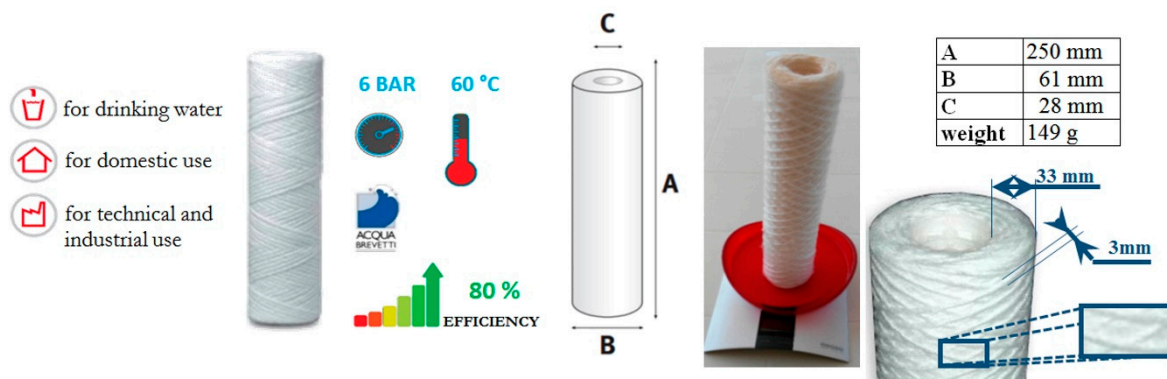 for drinking water
for domestic use
for technical and
industrial use
6 BAR
60 °C
ACQUA
BREVETTI
80 %
EFFICIENCY
C
A
B
A 250 mm
B 61 mm
C 28 mm
weight 149 g
33 mm
3mm